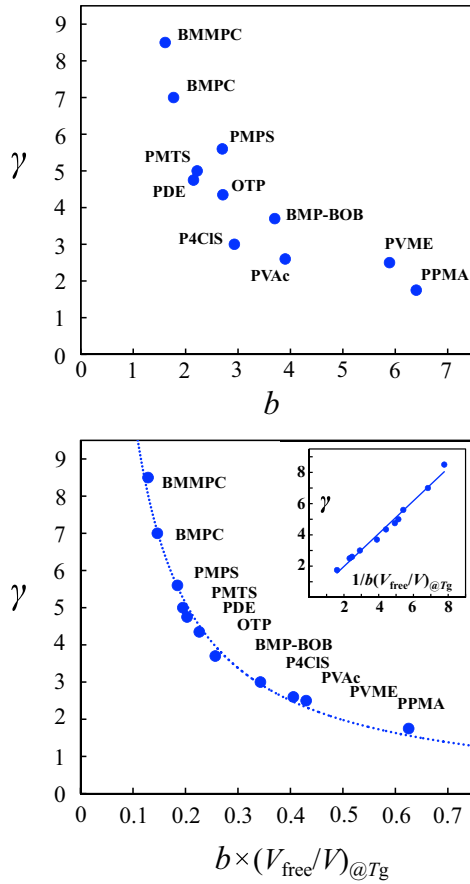 9
8
7
6
5
4
3
2
1
0
γ
BMMPC
BMPC
PMPS
PMTS
PDE
OTP
P4ClS
BMP-BOB
PVAc
PVME
PPMA
0 1 2 3 4 5 6 7
b
9
8
7
6
5
4
3
2
1
0
γ
BMMPC
BMPC
PMPS
PMTS
PDE
OTP
BMP-BOB
P4ClS
PVAc
PVME
PPMA
8
6
4
2
γ
1/b(Vfree/V)@Tg
2 4 6 8
0 0.1 0.2 0.3 0.4 0.5 0.6 0.7
b×(Vfree/V)@Tg